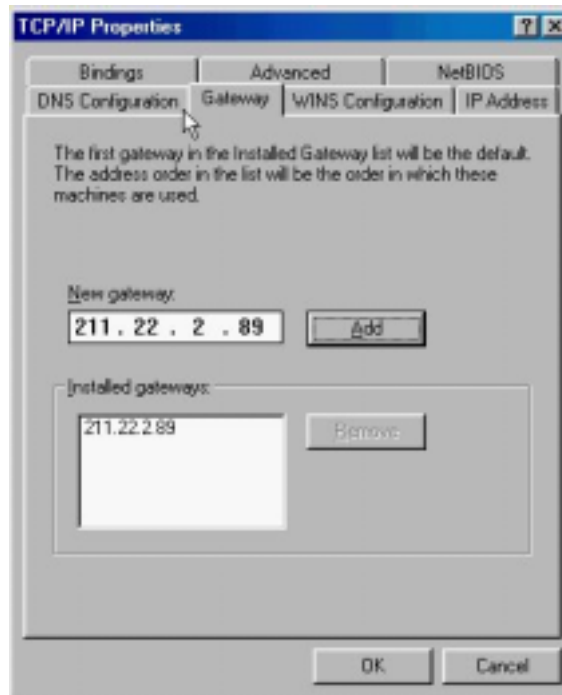 TCP/IP Properties
Bindings Advanced NetBIOS
DNS Configuration Gateway WINS Configuration IP Address
The first gateway in the Installed Gateway list will be the default.
The address order in the list will be the order in which these
machines are used.
New gateway:
211 . 22 . 2 . 89 Add
Installed gateways:
211.22.2.89 Remove
OK Cancel